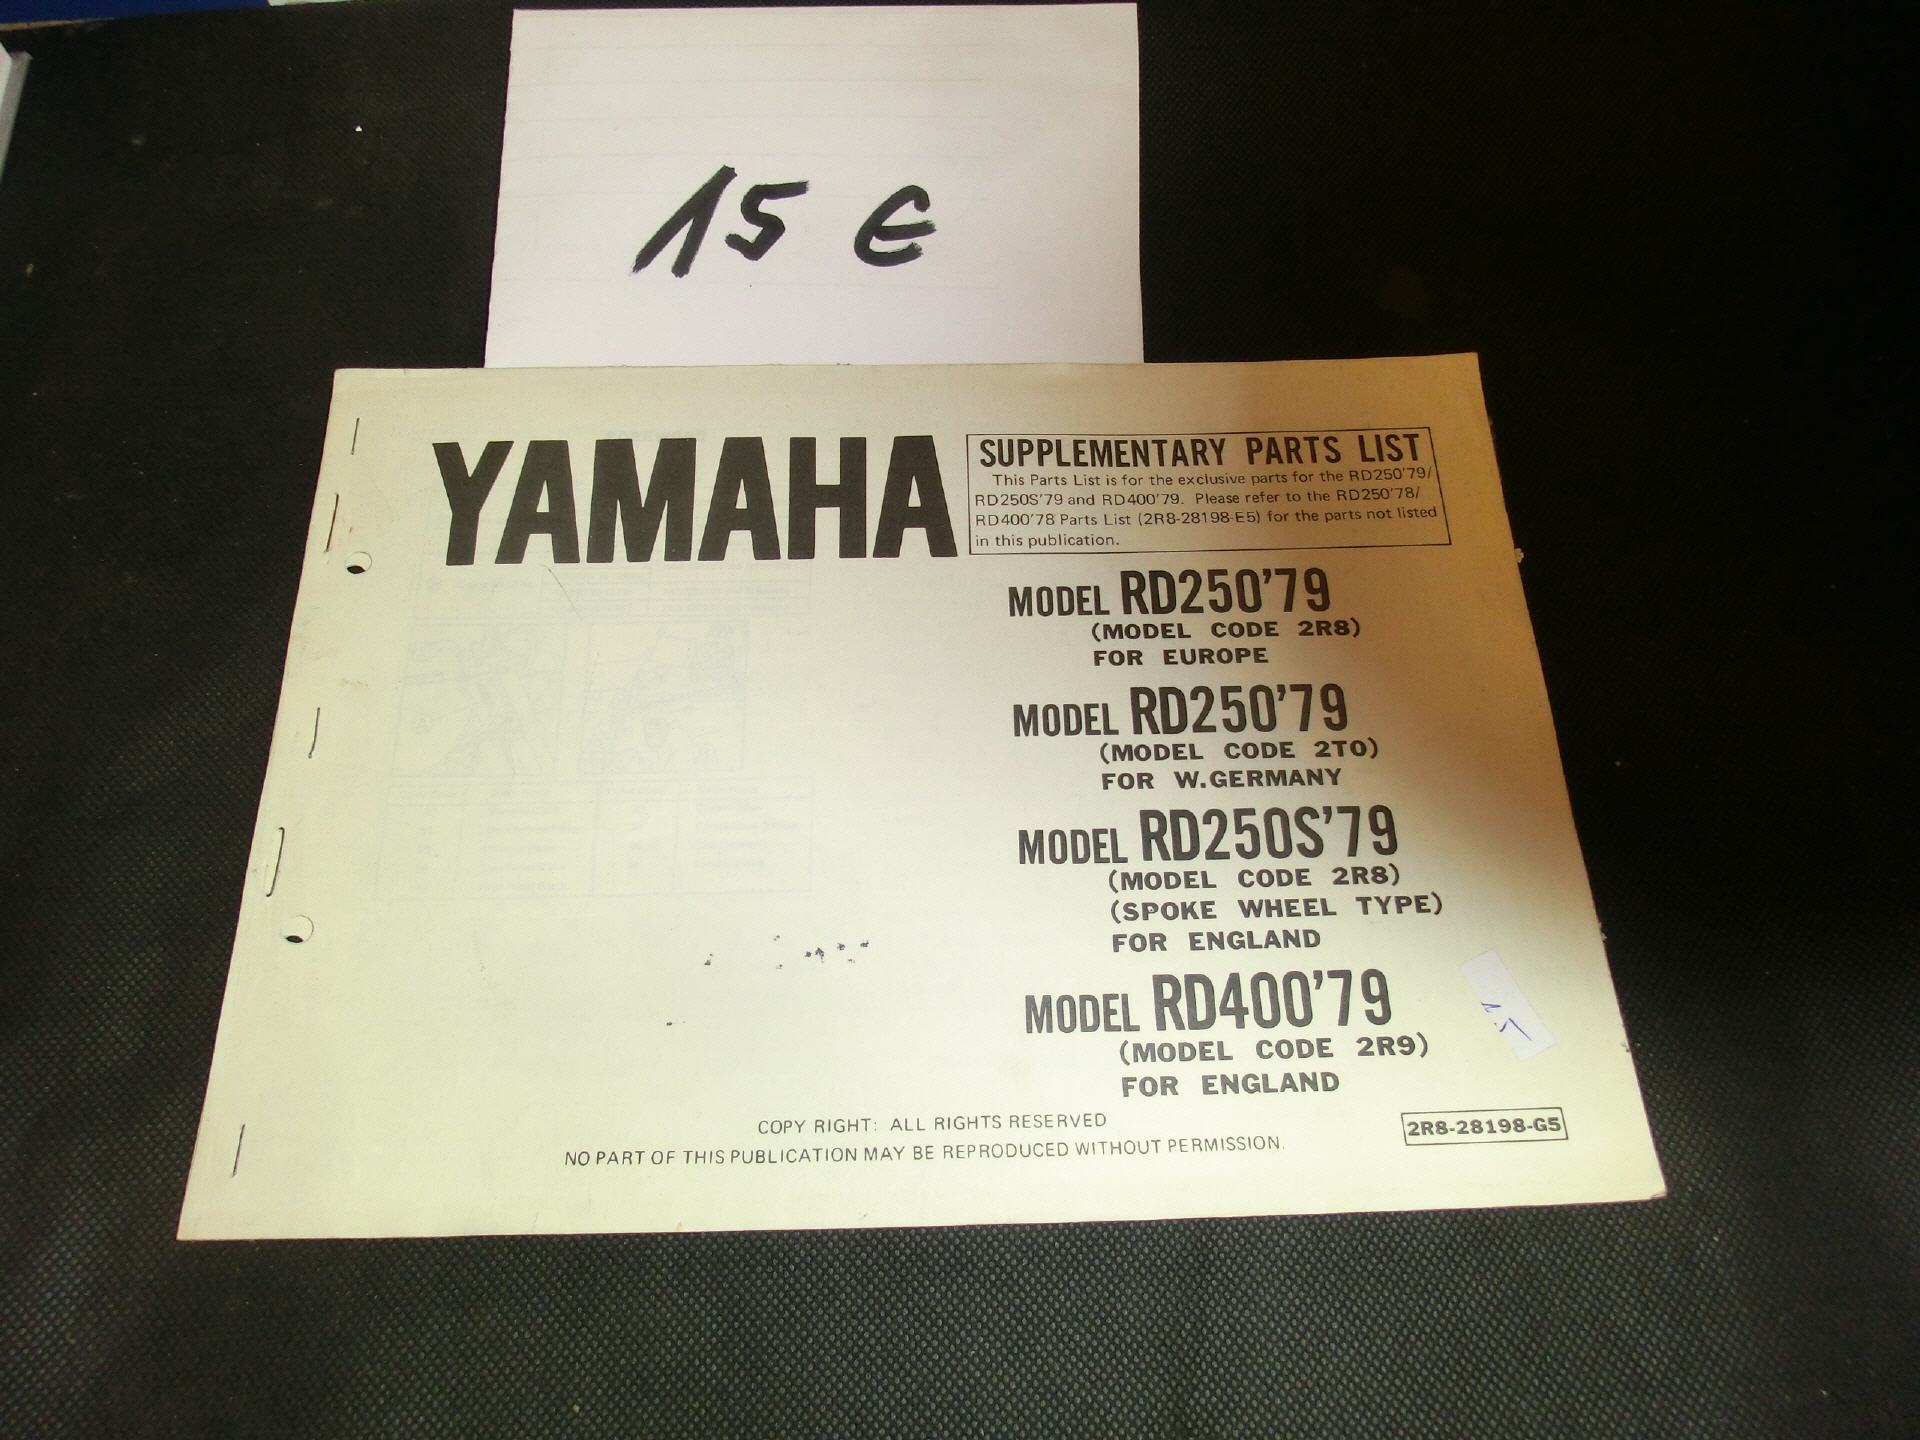 15 €
YAMAHA
SUPPLEMENTARY PARTS LIST
This Parts List is for the exclusive parts for the RD250'79/
RD250S'79 and RD400'79. Please refer to the RD250'78/
RD400'78 Parts List (2R8-28198-E5) for the parts not listed
in this publication.
MODEL RD250'79
(MODEL CODE 2R8)
FOR EUROPE
MODEL RD250'79
(MODEL CODE 2T0)
FOR W.GERMANY
MODEL RD250S'79
(MODEL CODE 2R8)
(SPOKE WHEEL TYPE)
FOR ENGLAND
MODEL RD400'79
(MODEL CODE 2R9)
FOR ENGLAND
15
COPY RIGHT: ALL RIGHTS RESERVED
NO PART OF THIS PUBLICATION MAY BE REPRODUCED WITHOUT PERMISSION.
2R8-28198-G5